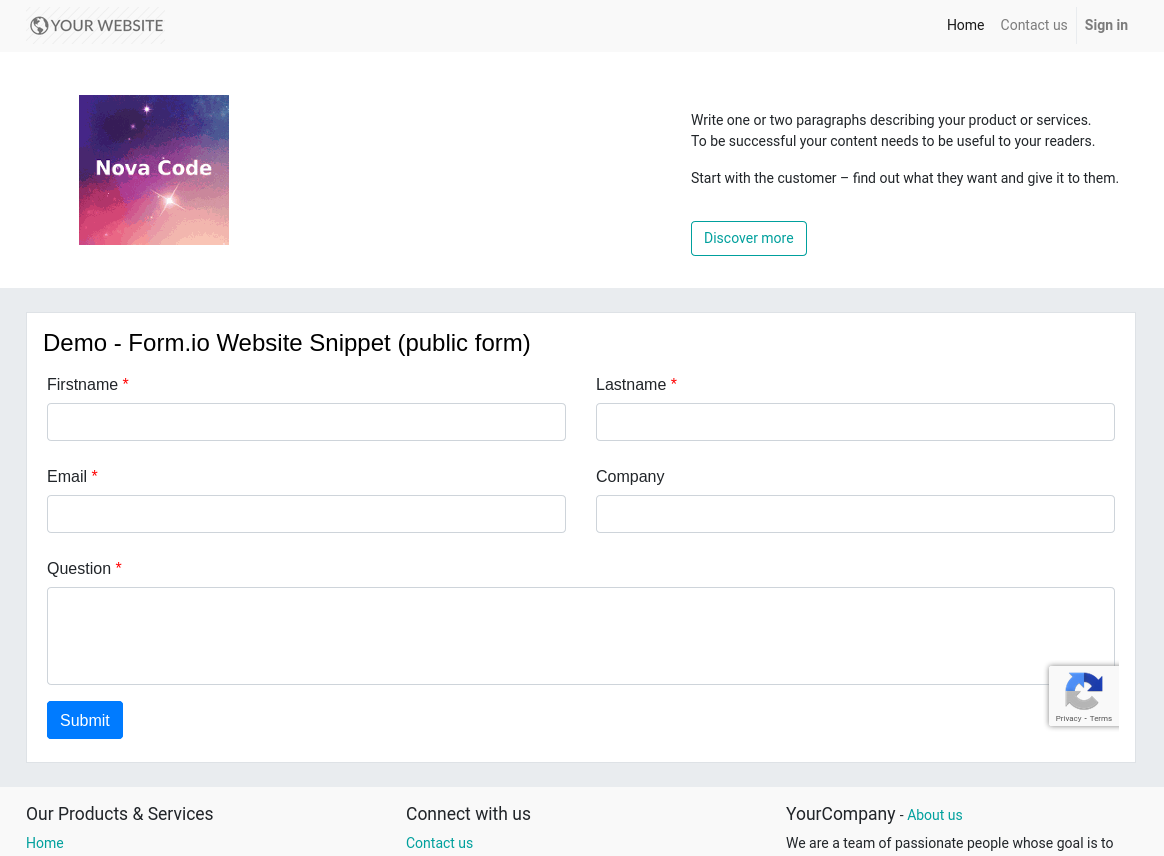 YOUR WEBSITE
Home Contact us Sign in
Nova Code
Write one or two paragraphs describing your product or services.
To be successful your content needs to be useful to your readers.
Start with the customer – find out what they want and give it to them.
Discover more
Demo - Form.io Website Snippet (public form)
Firstname * Lastname *
Email * Company
Question *
Privacy - Terms
Submit
Our Products & Services Connect with us YourCompany - About us
Home Contact us We are a team of passionate people whose goal is to